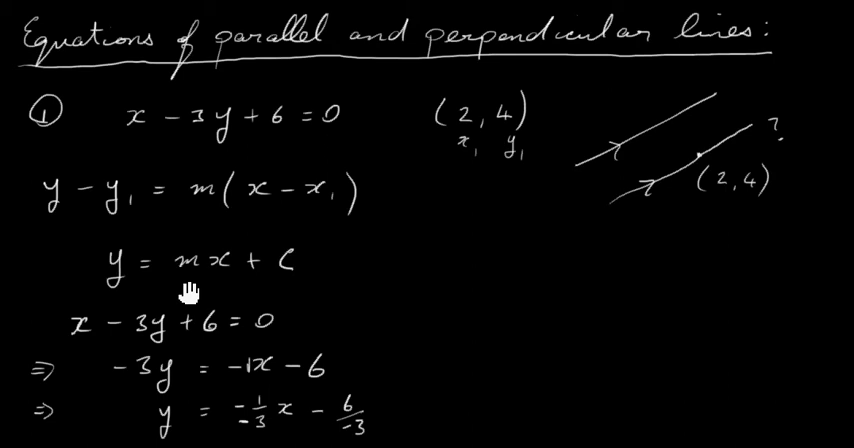 Equations of parallel and perpendicular lines:
① x - 3y + 6 = 0 (2, 4)
x₁ y₁
?
(2, 4)
y - y₁ = m(x - x₁)
y = mx + c
x - 3y + 6 = 0
⇒ -3y = -1x - 6
⇒ y = -1/-3 x - 6/-3